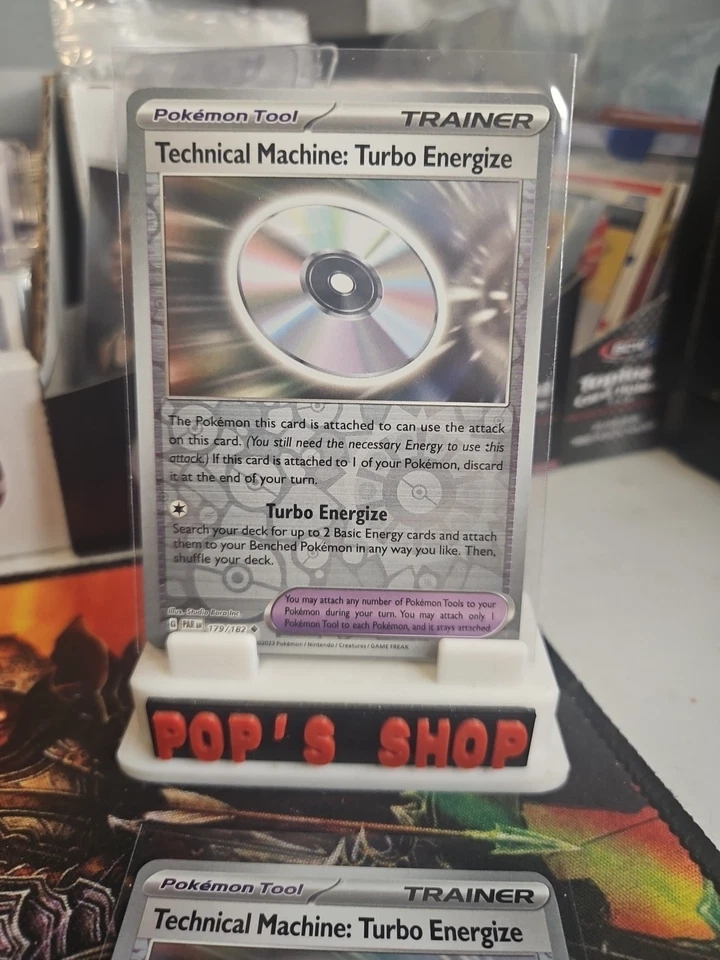 Pokémon Tool
TRAINER
Technical Machine: Turbo Energize
The Pokémon this card is attached to can use the attack
on this card. (You still need the necessary Energy to use this
attack.) If this card is attached to 1 of your Pokémon, discard
it at the end of your turn.
Turbo Energize
Search your deck for up to 2 Basic Energy cards and attach
them to your Benched Pokémon in any way you like. Then,
shuffle your deck.
You may attach any number of Pokémon Tools to your
Pokémon during your turn. You may attach only 1
Pokémon Tool to each Pokémon, and it stays attached.
Illus. Studio Bora Inc.
G PAR EN 179/182
©2023 Pokémon / Nintendo / Creatures / GAME FREAK
POP'S SHOP
Pokémon Tool
TRAINER
Technical Machine: Turbo Energize